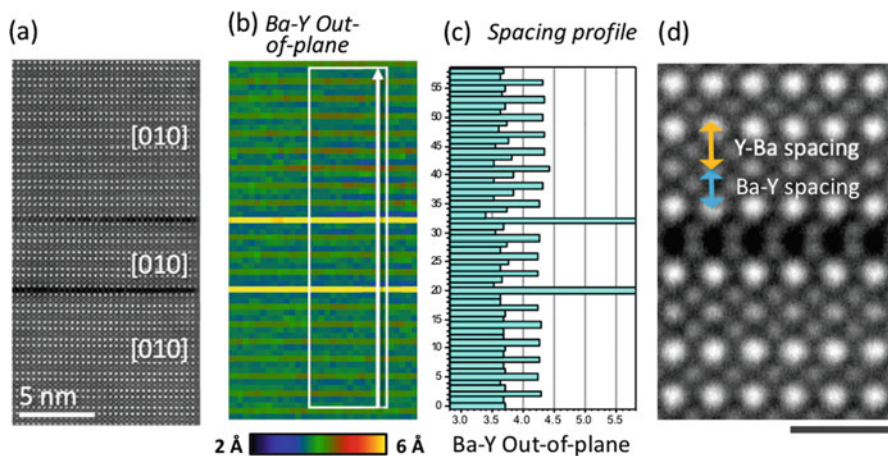 (a)
[010]
[010]
[010]
5 nm
(b)
Ba-Y Out-
of-plane
2 Å
6 Å
(c)
Spacing profile
55
50
45
40
35
30
25
20
15
10
5
0
3.0 3.5 4.0 4.5 5.0 5.5
Ba-Y Out-of-plane
(d)
Y-Ba spacing
Ba-Y spacing